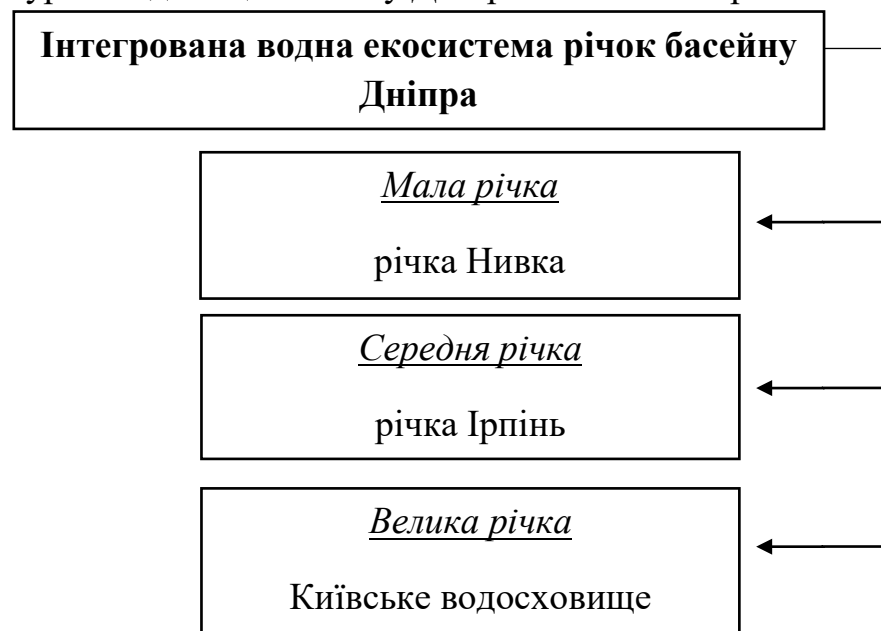 Інтегрована водна екосистема річок басейну
Дніпра
Мала річка
річка Нивка
Середня річка
річка Ірпінь
Велика річка
Київське водосховище